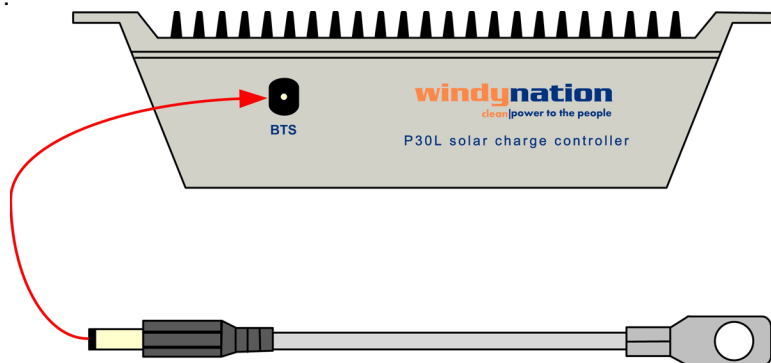 windynation
clean|power to the people
BTS
P30L solar charge controller